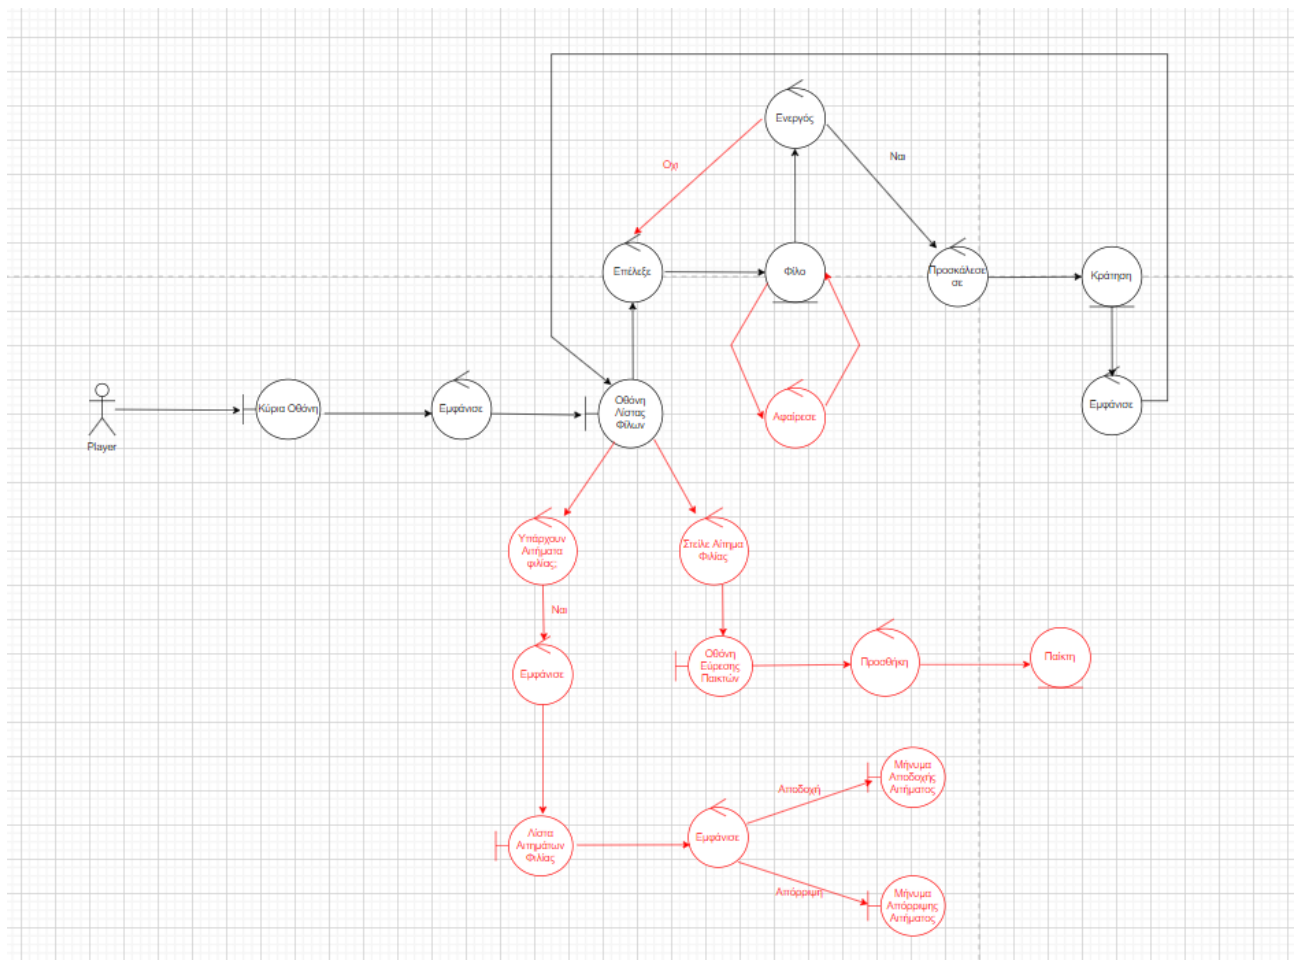 Ενεργός
Όχι
Ναι
Επέλεξε
Φίλο
Προσκάλεσε
σε
Κράτηση
Player
Κύρια Οθόνη
Εμφάνισε
Οθόνη
Λίστας
Φίλων
Αφαίρεσε
Εμφάνισε
Υπάρχουν
Αιτήματα
φιλίας;
Στείλε Αίτημα
Φιλίας
Ναι
Εμφάνισε
Οθόνη
Εύρεσης
Παικτών
Προσθήκη
Παίκτη
Λίστα
Αιτημάτων
Φιλίας
Εμφάνισε
Αποδοχή
Μήνυμα
Αποδοχής
Αιτήματος
Απόρριψη
Μήνυμα
Απόρριψης
Αιτήματος